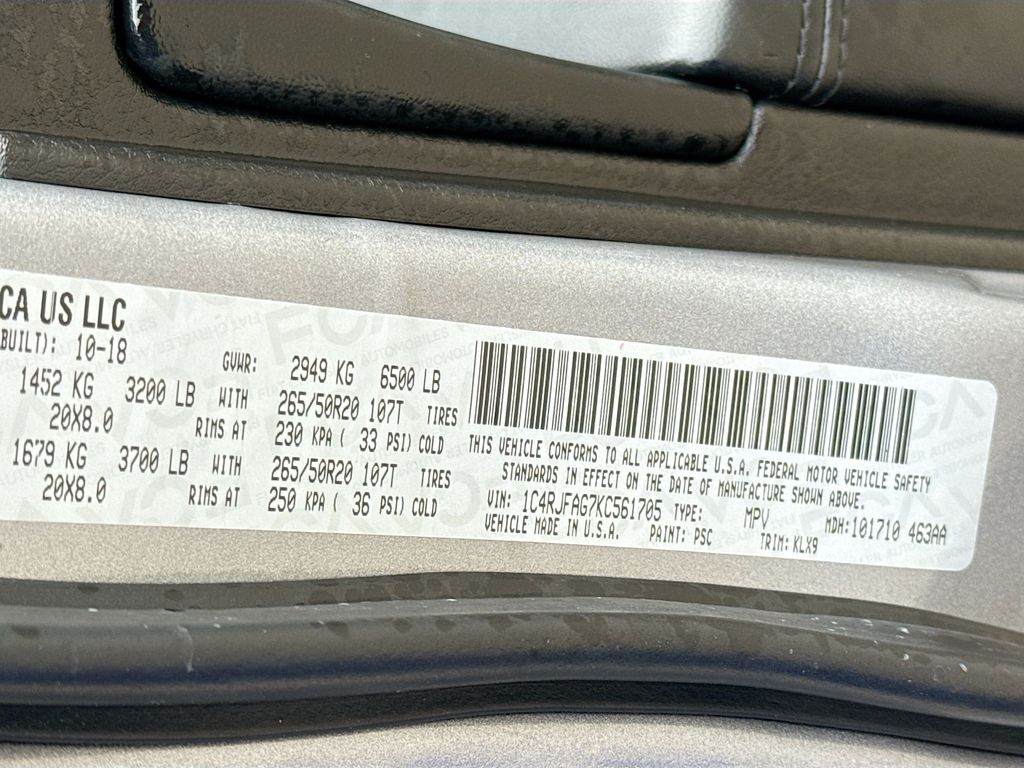 CA US LLC
BUILT): 10-18
GVWR: 2949 KG 6500 LB
1452 KG 3200 LB WITH 265/50R20 107T TIRES
20X8.0 RIMS AT 230 KPA ( 33 PSI) COLD
1679 KG 3700 LB WITH 265/50R20 107T TIRES
20X8.0 RIMS AT 250 KPA ( 36 PSI) COLD
THIS VEHICLE CONFORMS TO ALL APPLICABLE U.S.A. FEDERAL MOTOR VEHICLE SAFETY
STANDARDS IN EFFECT ON THE DATE OF MANUFACTURE SHOWN ABOVE.
VIN: 1C4RJFAG7KC561705 TYPE: MPV MDH:101710 463AA
VEHICLE MADE IN U.S.A. PAINT: PSC TRIM: KLX9